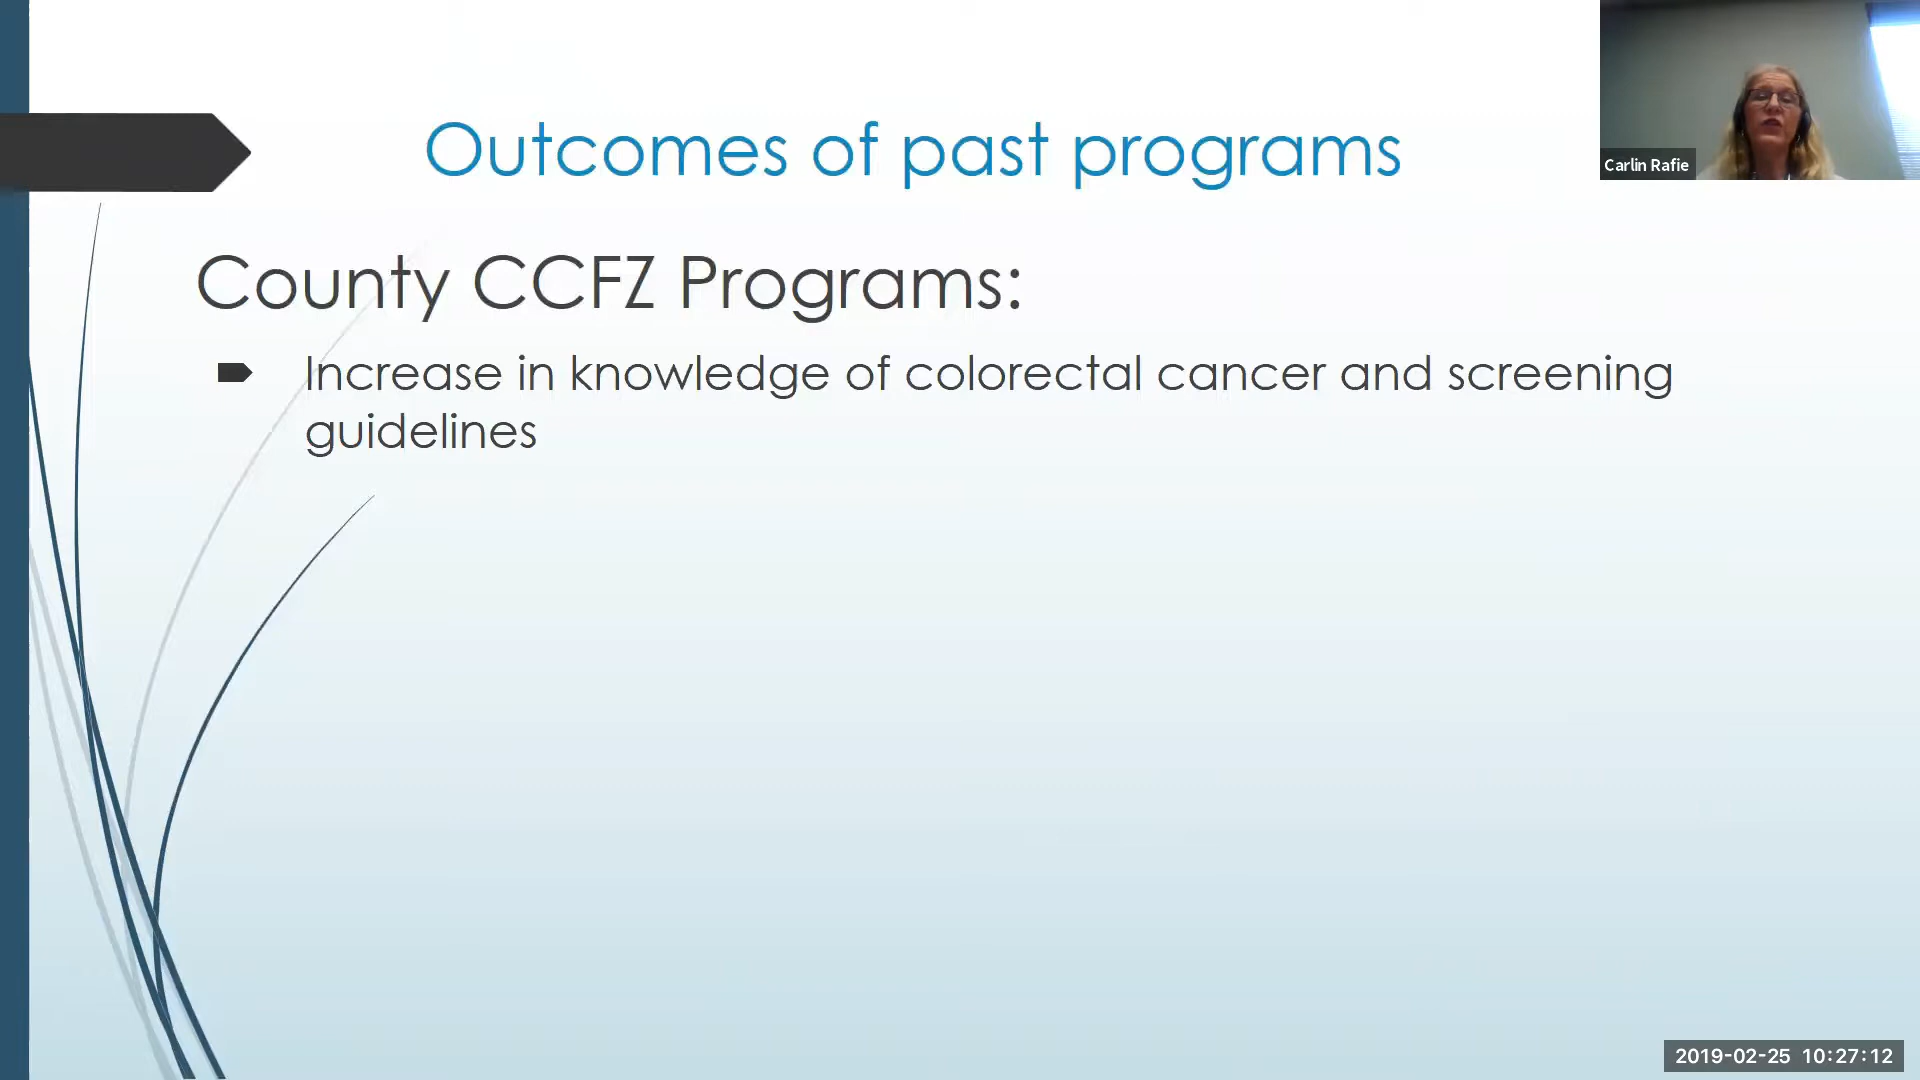 Outcomes of past programs
Carlin Rafie
County CCFZ Programs:
Increase in knowledge of colorectal cancer and screening
guidelines
2019-02-25 10:27:12